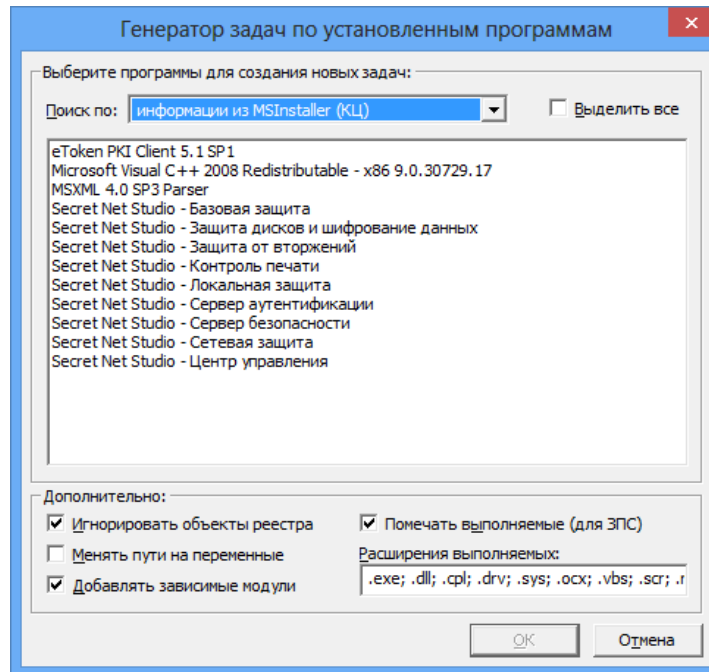 Генератор задач по установленным программам
Выберите программы для создания новых задач:
Поиск по: информации из MSInstaller (КЦ) Выделить все
eToken PKI Client 5.1 SP1
Microsoft Visual C++ 2008 Redistributable - x86 9.0.30729.17
MSXML 4.0 SP3 Parser
Secret Net Studio - Базовая защита
Secret Net Studio - Защита дисков и шифрование данных
Secret Net Studio - Защита от вторжений
Secret Net Studio - Контроль печати
Secret Net Studio - Локальная защита
Secret Net Studio - Сервер аутентификации
Secret Net Studio - Сервер безопасности
Secret Net Studio - Сетевая защита
Secret Net Studio - Центр управления
Дополнительно:
Игнорировать объекты реестра Помечать выполняемые (для ЗПС)
Менять пути на переменные Расширения выполняемых:
Добавлять зависимые модули .exe; .dll; .cpl; .drv; .sys; .ocx; .vbs; .scr;
OK Отмена